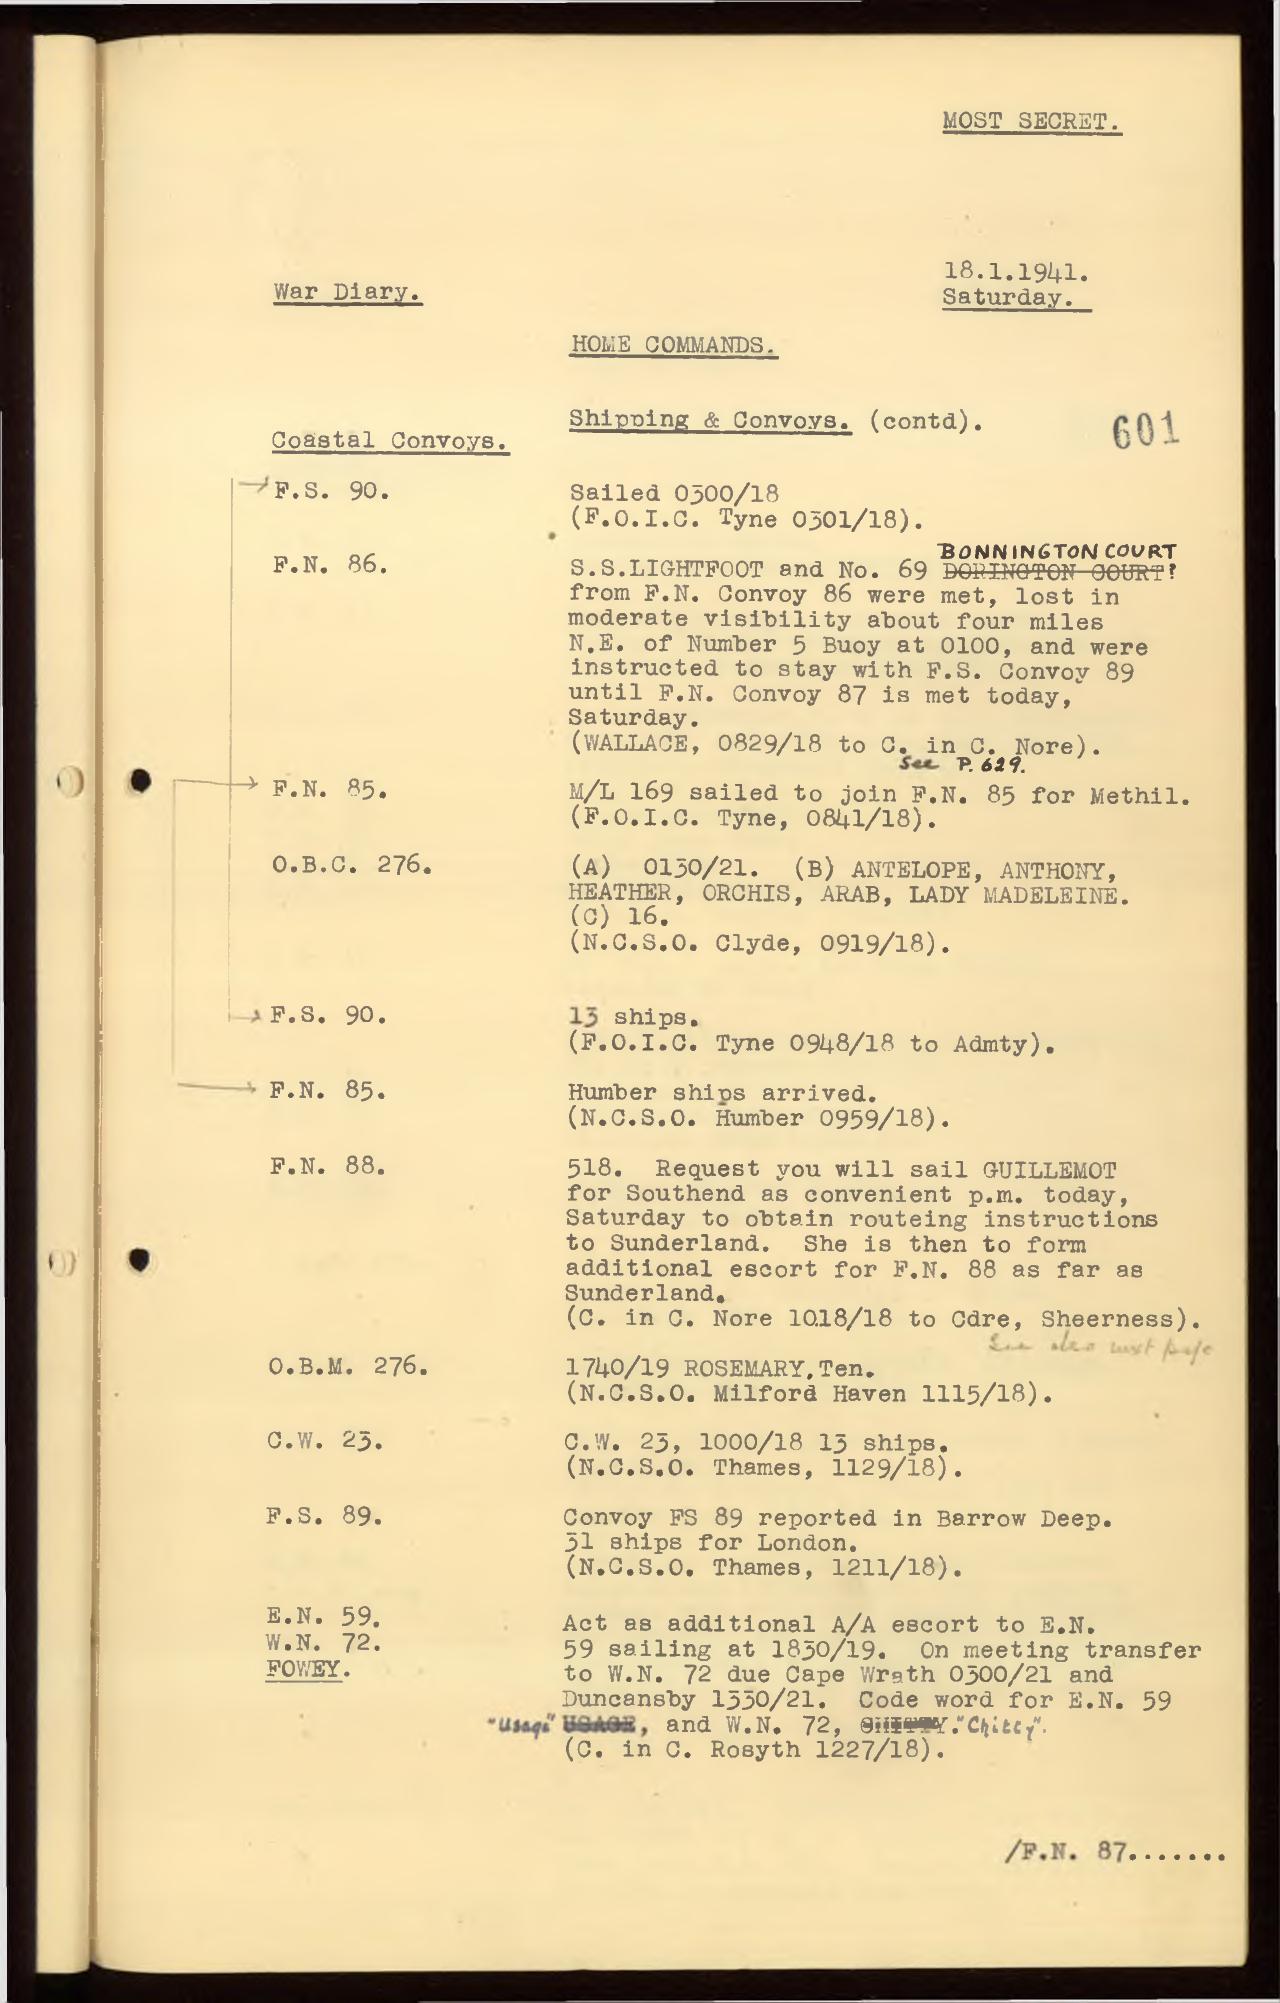 MOST SECRET.
18.1.1941.
War Diary.
Saturday.
HOME COMMANDS.
Shipping & Convoys. (contd).
601
Coastal Convoys.
F.S. 90.
Sailed 0300/18
(F.O.I.C. Tyne 0301/18).
BONNINGTON COURT
F.N. 86.
S.S.LIGHTFOOT and No. 69 DORINGTON COURT?
from F.N. Convoy 86 were met, lost in
moderate visibility about four miles
N.E. of Number 5 Buoy at 0100, and were
instructed to stay with F.S. Convoy 89
until F.N. Convoy 87 is met today,
Saturday.
(WALLACE, 0829/18 to C. in C. Nore).
See P. 629.
F.N. 85.
M/L 169 sailed to join F.N. 85 for Methil.
(F.O.I.C. Tyne, 0841/18).
O.B.C. 276.
(A) 0130/21. (B) ANTELOPE, ANTHONY,
HEATHER, ORCHIS, ARAB, LADY MADELEINE.
(C) 16.
(N.C.S.O. Clyde, 0919/18).
F.S. 90.
13 ships.
(F.O.I.C. Tyne 0948/18 to Admty).
F.N. 85.
Humber ships arrived.
(N.C.S.O. Humber 0959/18).
F.N. 88.
518. Request you will sail GUILLEMOT
for Southend as convenient p.m. today,
Saturday to obtain routeing instructions
to Sunderland. She is then to form
additional escort for F.N. 88 as far as
Sunderland.
(C. in C. Nore 1018/18 to Cdre, Sheerness).
See also next page
O.B.M. 276.
1740/19 ROSEMARY, Ten.
(N.C.S.O. Milford Haven 1115/18).
C.W. 23.
C.W. 23, 1000/18 13 ships.
(N.C.S.O. Thames, 1129/18).
F.S. 89.
Convoy FS 89 reported in Barrow Deep.
31 ships for London.
(N.C.S.O. Thames, 1211/18).
E.N. 59.
W.N. 72.
FOWEY.
Act as additional A/A escort to E.N.
59 sailing at 1830/19. On meeting transfer
to W.N. 72 due Cape Wrath 0300/21 and
Duncansby 1330/21. Code word for E.N. 59
"Usage" USAGE, and W.N. 72, CHITTY. "Chitty".
(C. in C. Rosyth 1227/18).
/F.N. 87.......